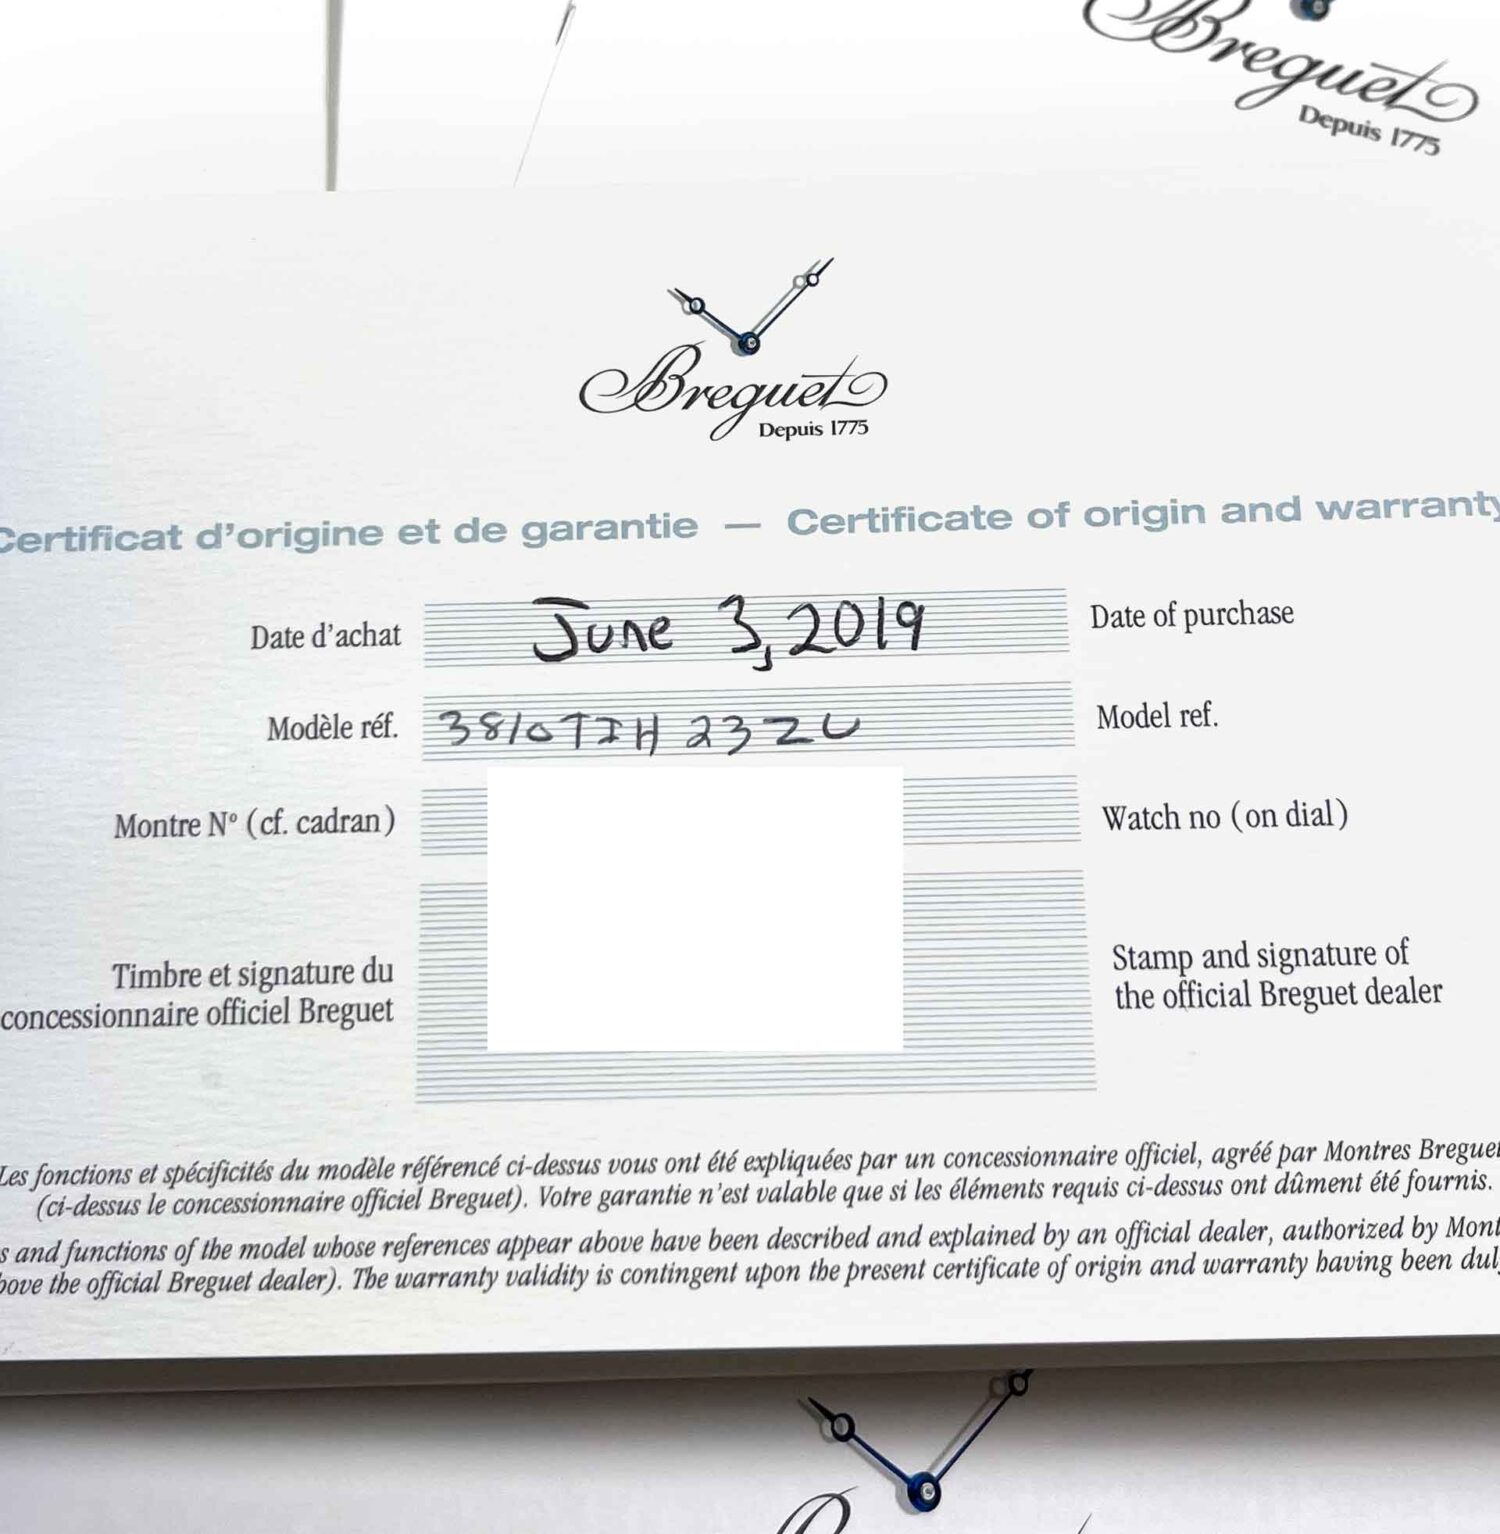 Breguet
Depuis 1775
Breguet
Depuis 1775
Certificat d'origine et de garantie — Certificate of origin and warranty
Date d'achat June 3, 2019 Date of purchase
Modèle réf. 3810TIH23ZU Model ref.
Montre Nº (cf. cadran) Watch no (on dial)
Timbre et signature du Stamp and signature of
concessionnaire officiel Breguet the official Breguet dealer
Les fonctions et spécificités du modèle référencé ci-dessus vous ont été expliquées par un concessionnaire officiel, agréé par Montres Breguet
(ci-dessus le concessionnaire officiel Breguet). Votre garantie n'est valable que si les éléments requis ci-dessus ont dûment été fournis.
s and functions of the model whose references appear above have been described and explained by an official dealer, authorized by Mont
bove the official Breguet dealer). The warranty validity is contingent upon the present certificate of origin and warranty having been duly